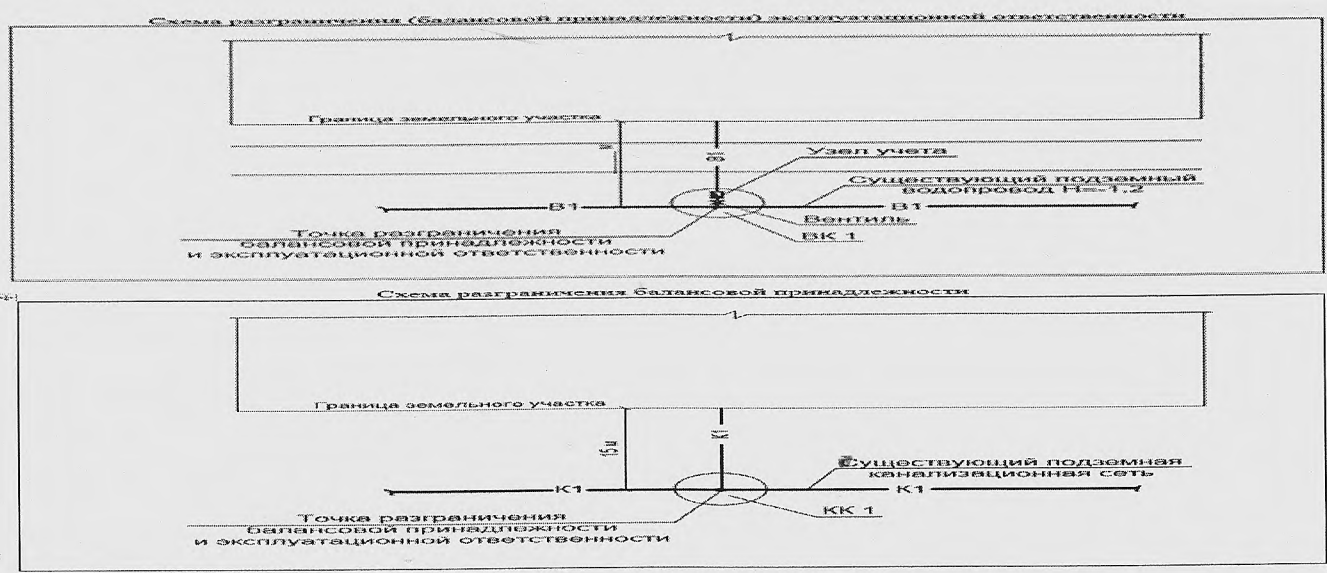 Схема разграничения (балансовой принадлежности) эксплуатационной ответственности
Граница земельного участка
В1
Узел учета
Существующий подземный
водопровод Н=-1,2
В1
В1
Вентиль
ВК 1
Точка разграничения
балансовой принадлежности
и эксплуатационной ответственности
Схема разграничения балансовой принадлежности
Граница земельного участка
15 м
К1
Существующий подземная
канализационная сеть
К1
К1
КК 1
Точка разграничения
балансовой принадлежности
и эксплуатационной ответственности